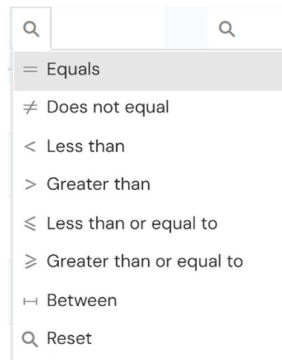 = Equals
≠ Does not equal
< Less than
> Greater than
⩽ Less than or equal to
⩾ Greater than or equal to
Between
Reset